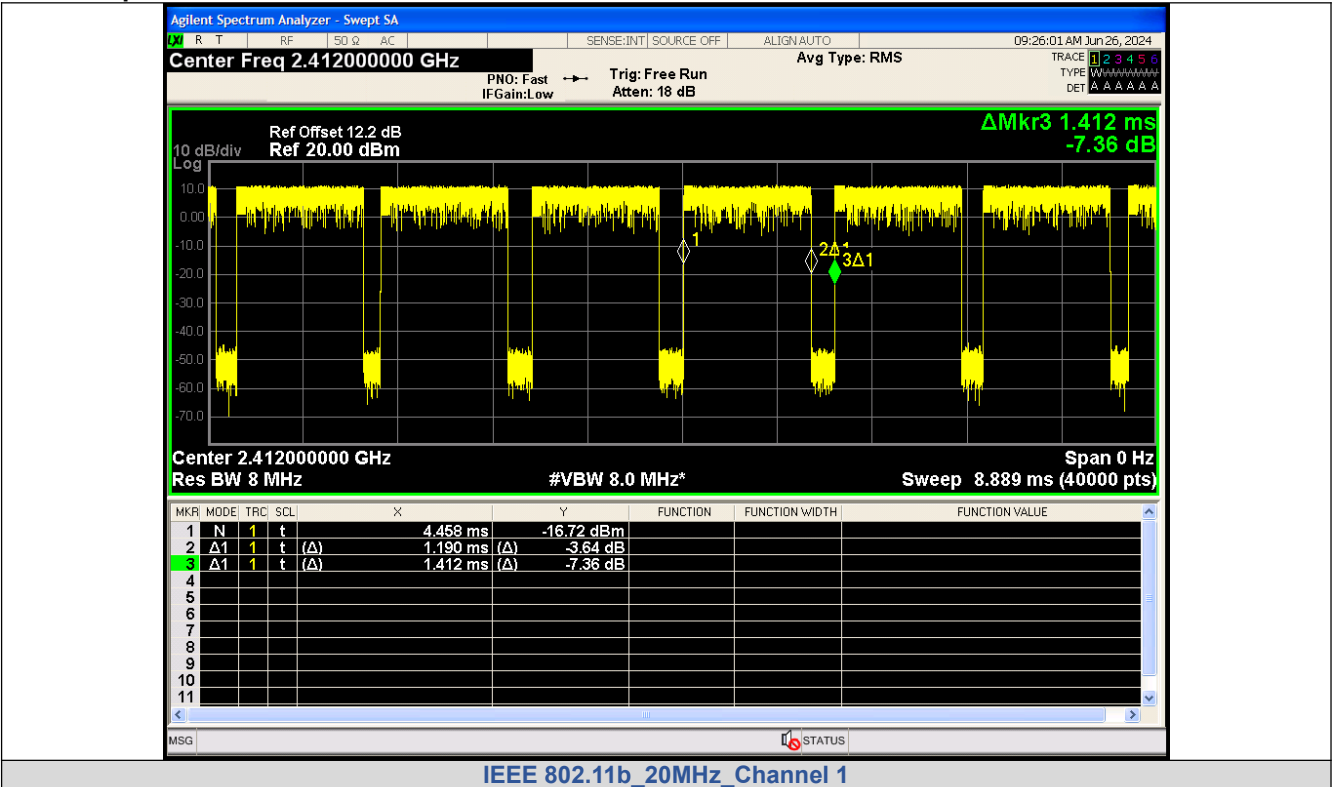 Agilent Spectrum Analyzer - Swept SA
LXI R T RF 50 Ω AC SENSE:INT SOURCE OFF ALIGNAUTO 09:26:01 AM Jun 26, 2024
Center Freq 2.412000000 GHz
PNO: Fast
IFGain:Low
Trig: Free Run
Atten: 18 dB
Avg Type: RMS
TRACE 1 2 3 4 5 6
TYPE W
DET A A A A A A
ΔMkr3 1.412 ms
-7.36 dB
Ref Offset 12.2 dB
10 dB/div Ref 20.00 dBm
Log
10.0
0.00
-10.0
-20.0
-30.0
-40.0
-50.0
-60.0
-70.0
1
2Δ1
3Δ1
Center 2.412000000 GHz Span 0 Hz
Res BW 8 MHz #VBW 8.0 MHz* Sweep 8.889 ms (40000 pts)
MKR MODE TRC SCL X Y FUNCTION FUNCTION WIDTH FUNCTION VALUE
1 N 1 t 4.458 ms -16.72 dBm
2 Δ1 1 t (Δ) 1.190 ms (Δ) -3.64 dB
3 Δ1 1 t (Δ) 1.412 ms (Δ) -7.36 dB
4
5
6
7
8
9
10
11
MSG STATUS
IEEE 802.11b_20MHz_Channel 1